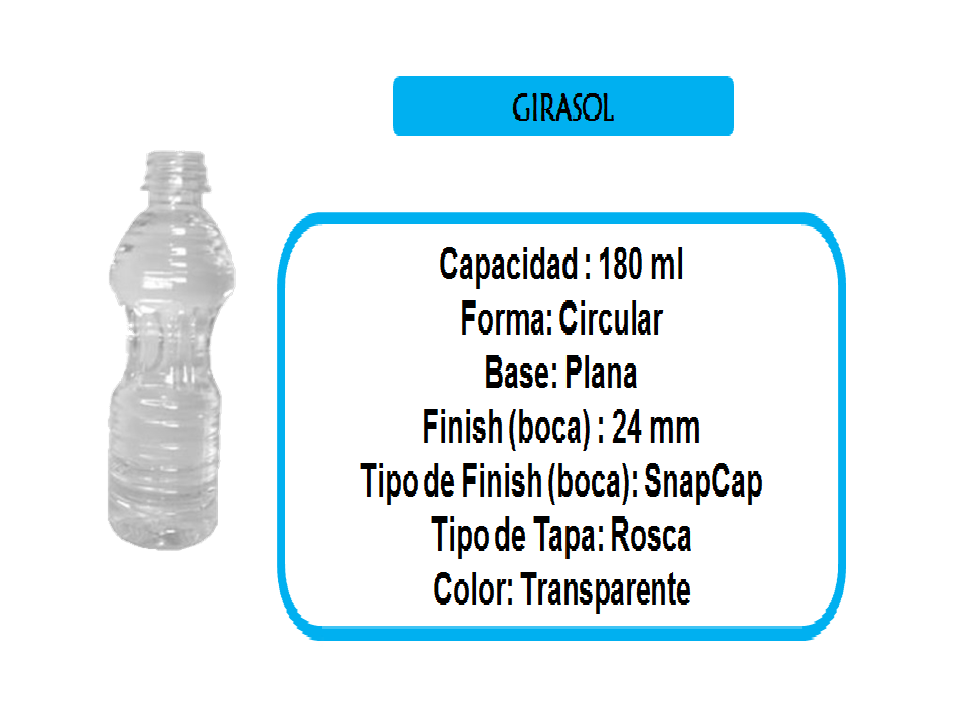 GIRASOL
Capacidad : 180 ml
Forma: Circular
Base: Plana
Finish (boca) : 24 mm
Tipo de Finish (boca): SnapCap
Tipo de Tapa: Rosca
Color: Transparente